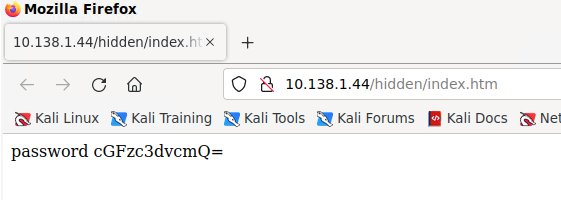 Mozilla Firefox
10.138.1.44/hidden/index.ht × +
10.138.1.44/hidden/index.htm
Kali Linux Kali Training Kali Tools Kali Forums Kali Docs Net
password cGFzc3dvcmQ=